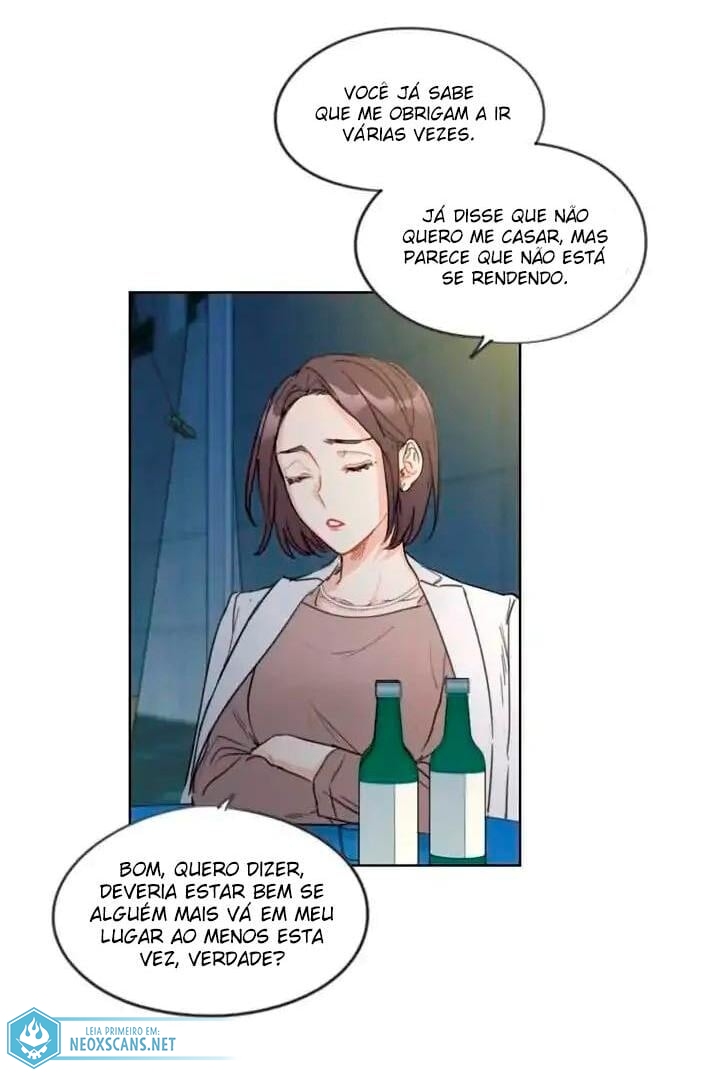 VOCÊ JÁ SABE
QUE ME OBRIGAM A IR
VÁRIAS VEZES.
JÁ DISSE QUE NÃO
QUERO ME CASAR, MAS
PARECE QUE NÃO ESTÁ
SE RENDENDO.
BOM, QUERO DIZER,
DEVERIA ESTAR BEM SE
ALGUÉM MAIS VÁ EM MEU
LUGAR AO MENOS ESTA
VEZ, VERDADE?
LEIA PRIMEIRO EM:
NEOXSCANS.NET